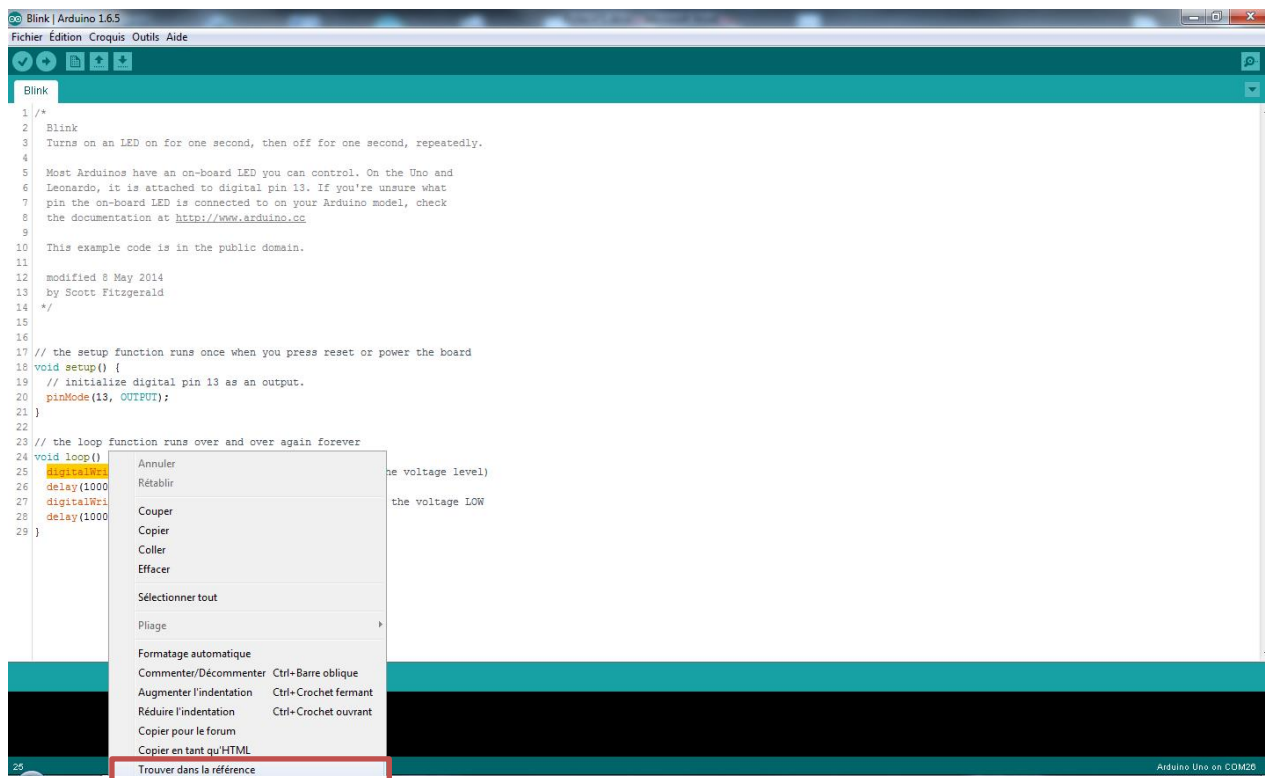 Blink | Arduino 1.6.5
Fichier Édition Croquis Outils Aide
Blink
1 /*
2 Blink
3 Turns on an LED on for one second, then off for one second, repeatedly.
4
5 Most Arduinos have an on-board LED you can control. On the Uno and
6 Leonardo, it is attached to digital pin 13. If you're unsure what
7 pin the on-board LED is connected to on your Arduino model, check
8 the documentation at http://www.arduino.cc
9
10 This example code is in the public domain.
11
12 modified 8 May 2014
13 by Scott Fitzgerald
14 */
15
16
17 // the setup function runs once when you press reset or power the board
18 void setup() {
19 // initialize digital pin 13 as an output.
20 pinMode(13, OUTPUT);
21 }
22
23 // the loop function runs over and over again forever
24 void loop()
25 digitalWri he voltage level)
26 delay(1000
27 digitalWri the voltage LOW
28 delay(1000
29 }
Annuler
Rétablir
Couper
Copier
Coller
Effacer
Sélectionner tout
Pliage
Formatage automatique
Commenter/Décommenter Ctrl+Barre oblique
Augmenter l'indentation Ctrl+Crochet fermant
Réduire l'indentation Ctrl+Crochet ouvrant
Copier pour le forum
Copier en tant qu'HTML
Trouver dans la référence
25
Arduino Uno on COM26